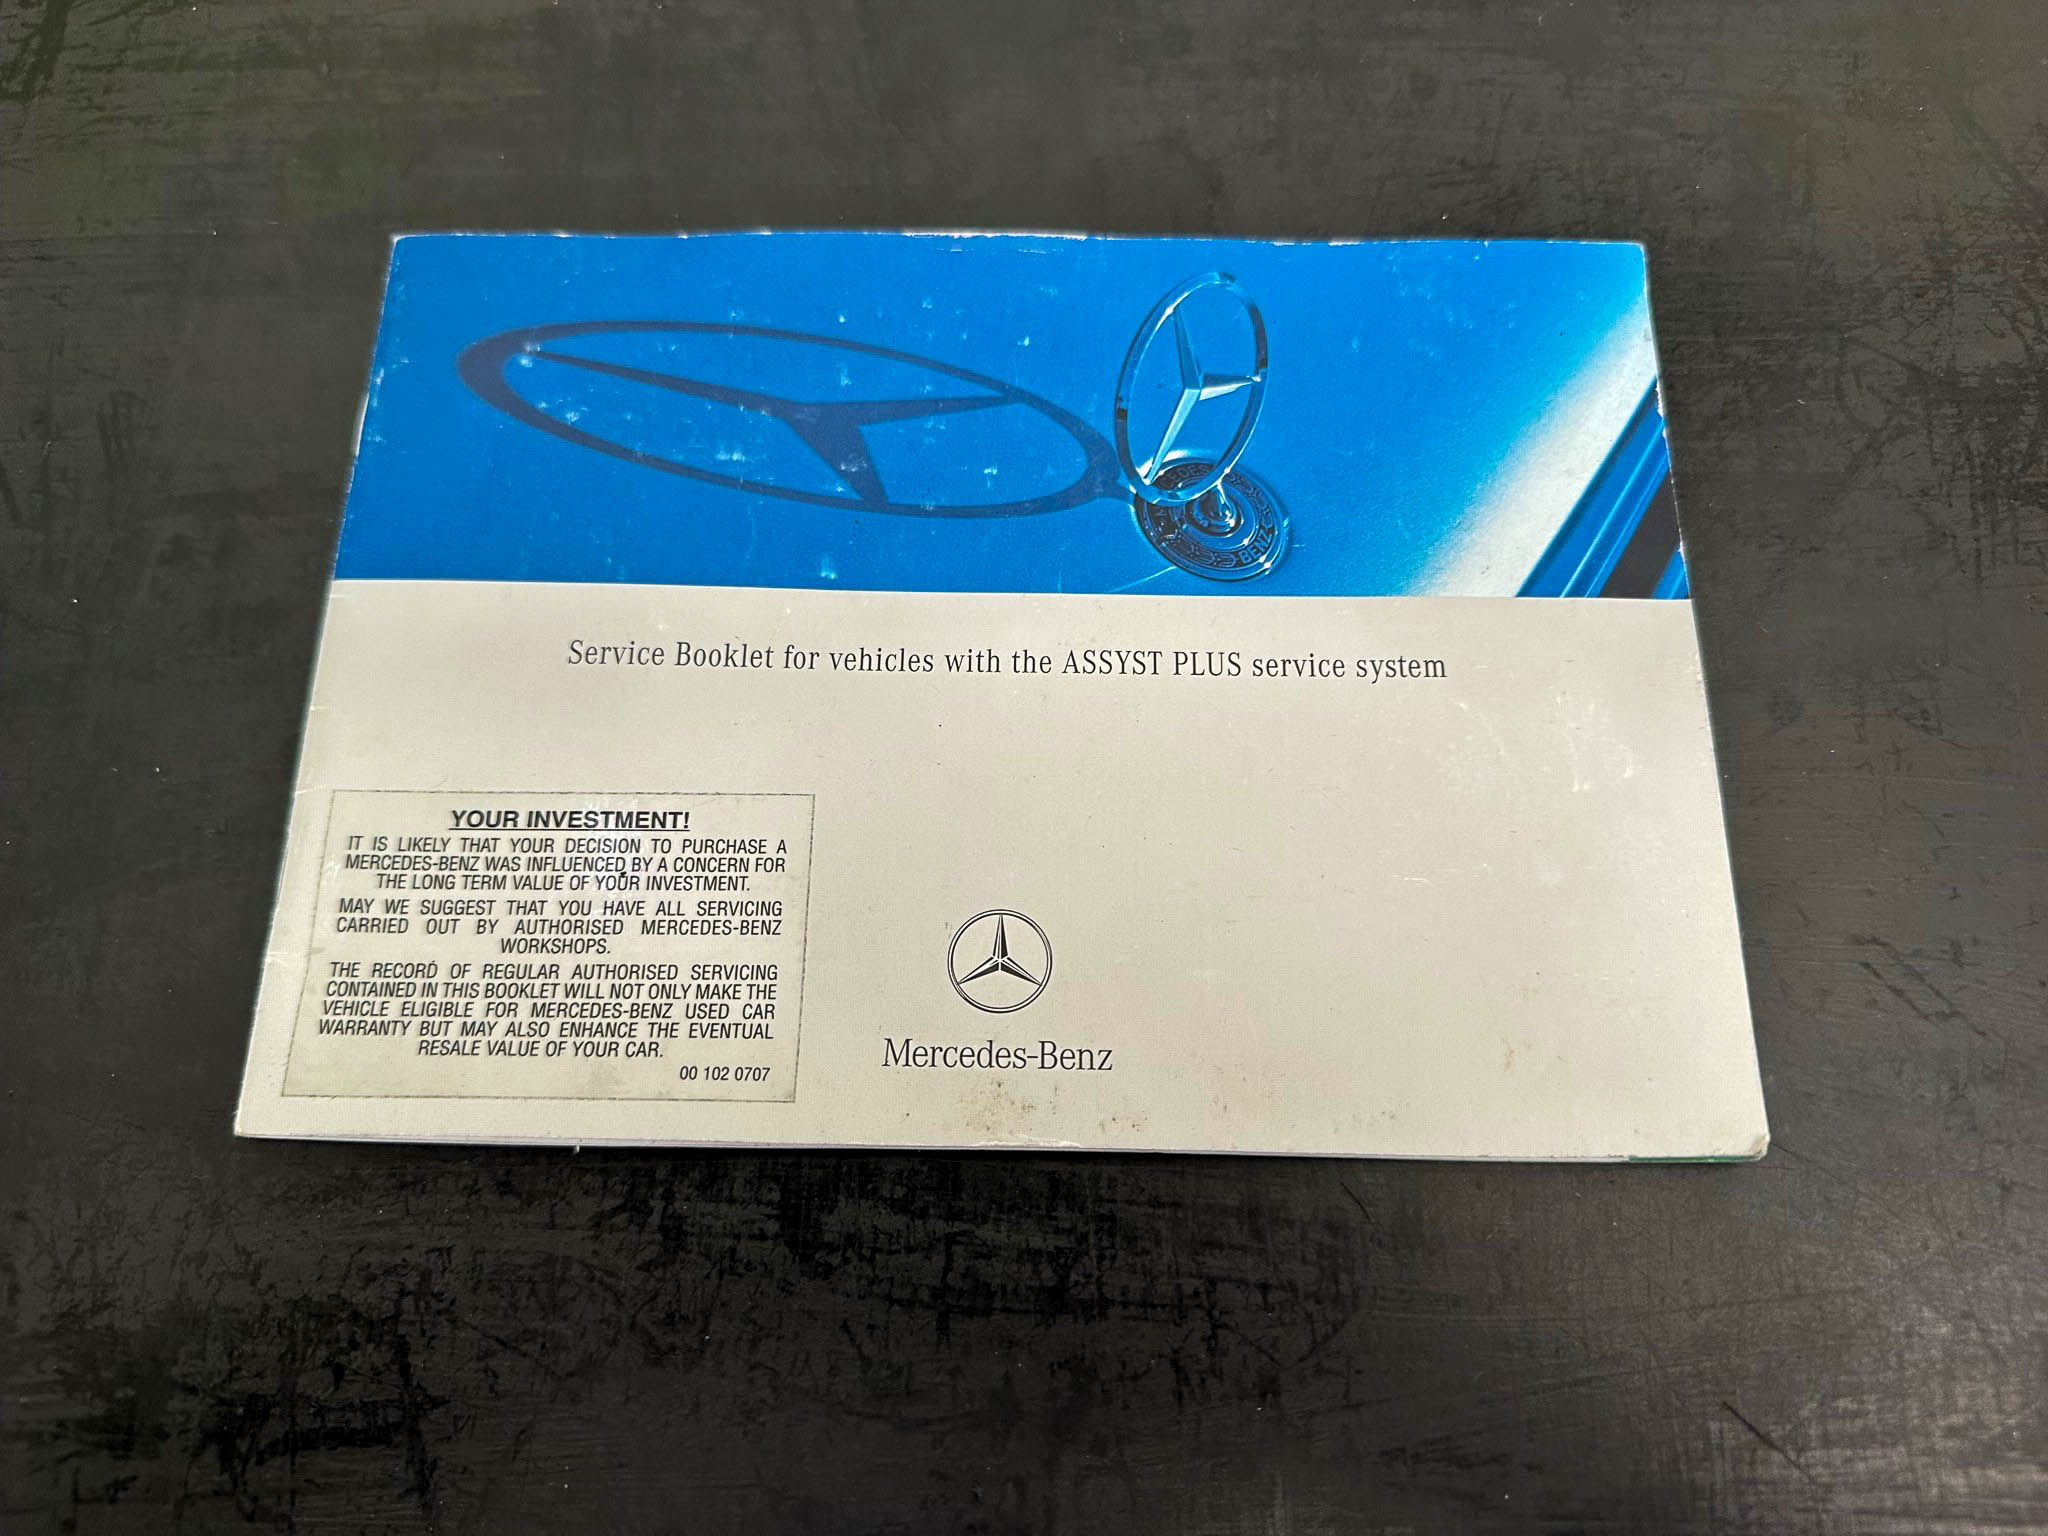 DES
BENZ
Service Booklet for vehicles with the ASSYST PLUS service system
YOUR INVESTMENT!
IT IS LIKELY THAT YOUR DECISION TO PURCHASE A
MERCEDES-BENZ WAS INFLUENCED BY A CONCERN FOR
THE LONG TERM VALUE OF YOUR INVESTMENT.
MAY WE SUGGEST THAT YOU HAVE ALL SERVICING
CARRIED OUT BY AUTHORISED MERCEDES-BENZ
WORKSHOPS.
THE RECORD OF REGULAR AUTHORISED SERVICING
CONTAINED IN THIS BOOKLET WILL NOT ONLY MAKE THE
VEHICLE ELIGIBLE FOR MERCEDES-BENZ USED CAR
WARRANTY BUT MAY ALSO ENHANCE THE EVENTUAL
RESALE VALUE OF YOUR CAR.
00 102 0707
Mercedes-Benz